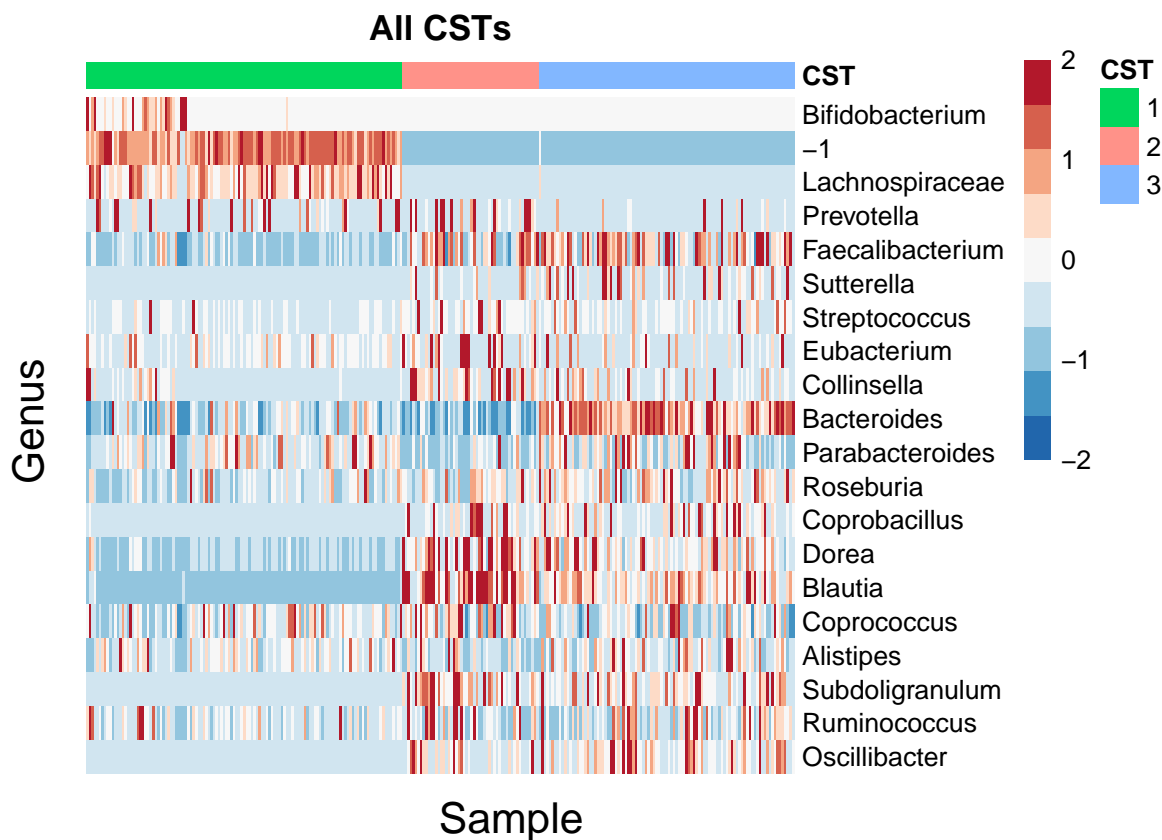 All CSTs
CST
Bifidobacterium
−1
Lachnospiraceae
Prevotella
Faecalibacterium
Sutterella
Streptococcus
Eubacterium
Collinsella
Bacteroides
Parabacteroides
Roseburia
Coprobacillus
Dorea
Blautia
Coprococcus
Alistipes
Subdoligranulum
Ruminococcus
Oscillibacter
Genus
Sample
2
1
0
−1
−2
CST
1
2
3